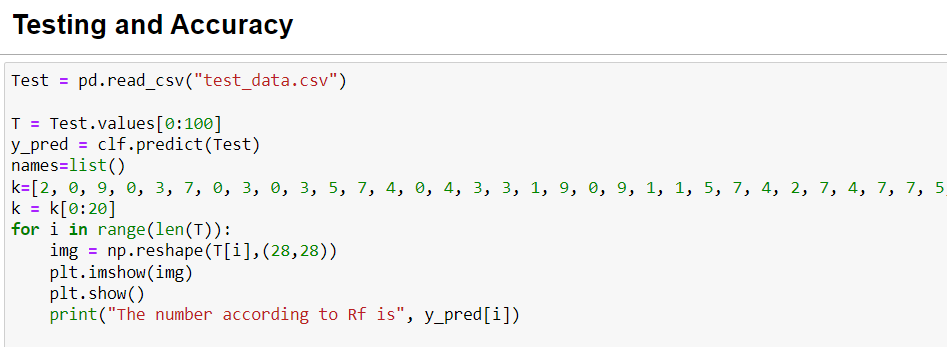 Testing and Accuracy
Test = pd.read_csv("test_data.csv")
T = Test.values[0:100]
y_pred = clf.predict(Test)
names=list()
k=[2, 0, 9, 0, 3, 7, 0, 3, 0, 3, 5, 7, 4, 0, 4, 3, 3, 1, 9, 0, 9, 1, 1, 5, 7, 4, 2, 7, 4, 7, 7, 5
k = k[0:20]
for i in range(len(T)):
    img = np.reshape(T[i],(28,28))
    plt.imshow(img)
    plt.show()
    print("The number according to Rf is", y_pred[i])